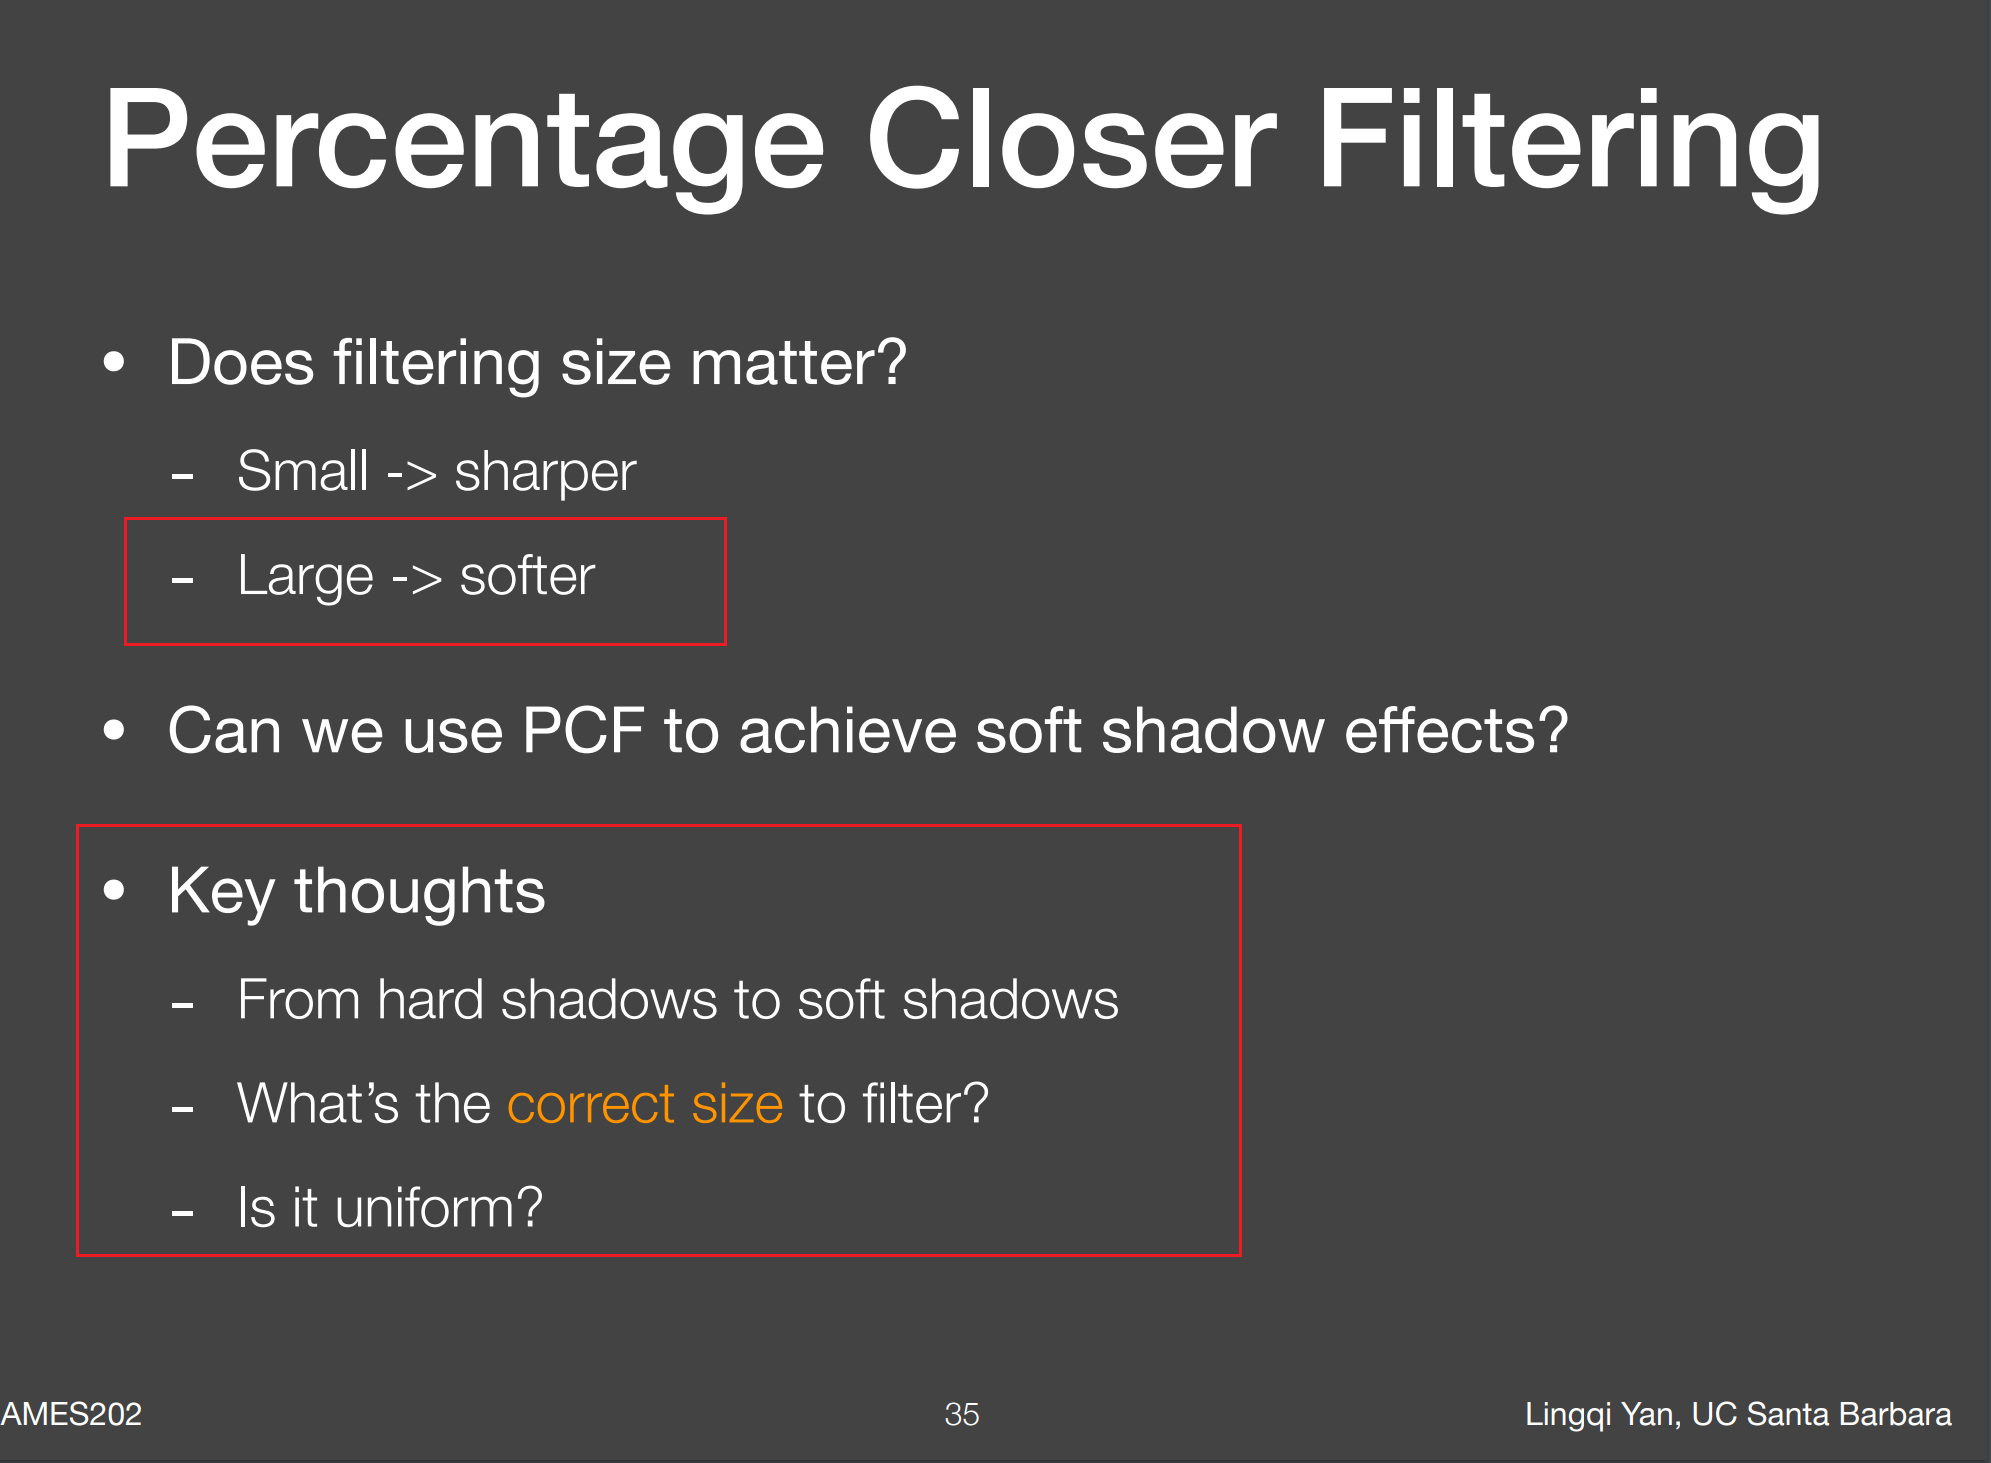 Percentage Closer Filtering
• Does filtering size matter?
- Small -> sharper
- Large -> softer
• Can we use PCF to achieve soft shadow effects?
• Key thoughts
- From hard shadows to soft shadows
- What’s the correct size to filter?
- Is it uniform?
AMES202
35
Lingqi Yan, UC Santa Barbara